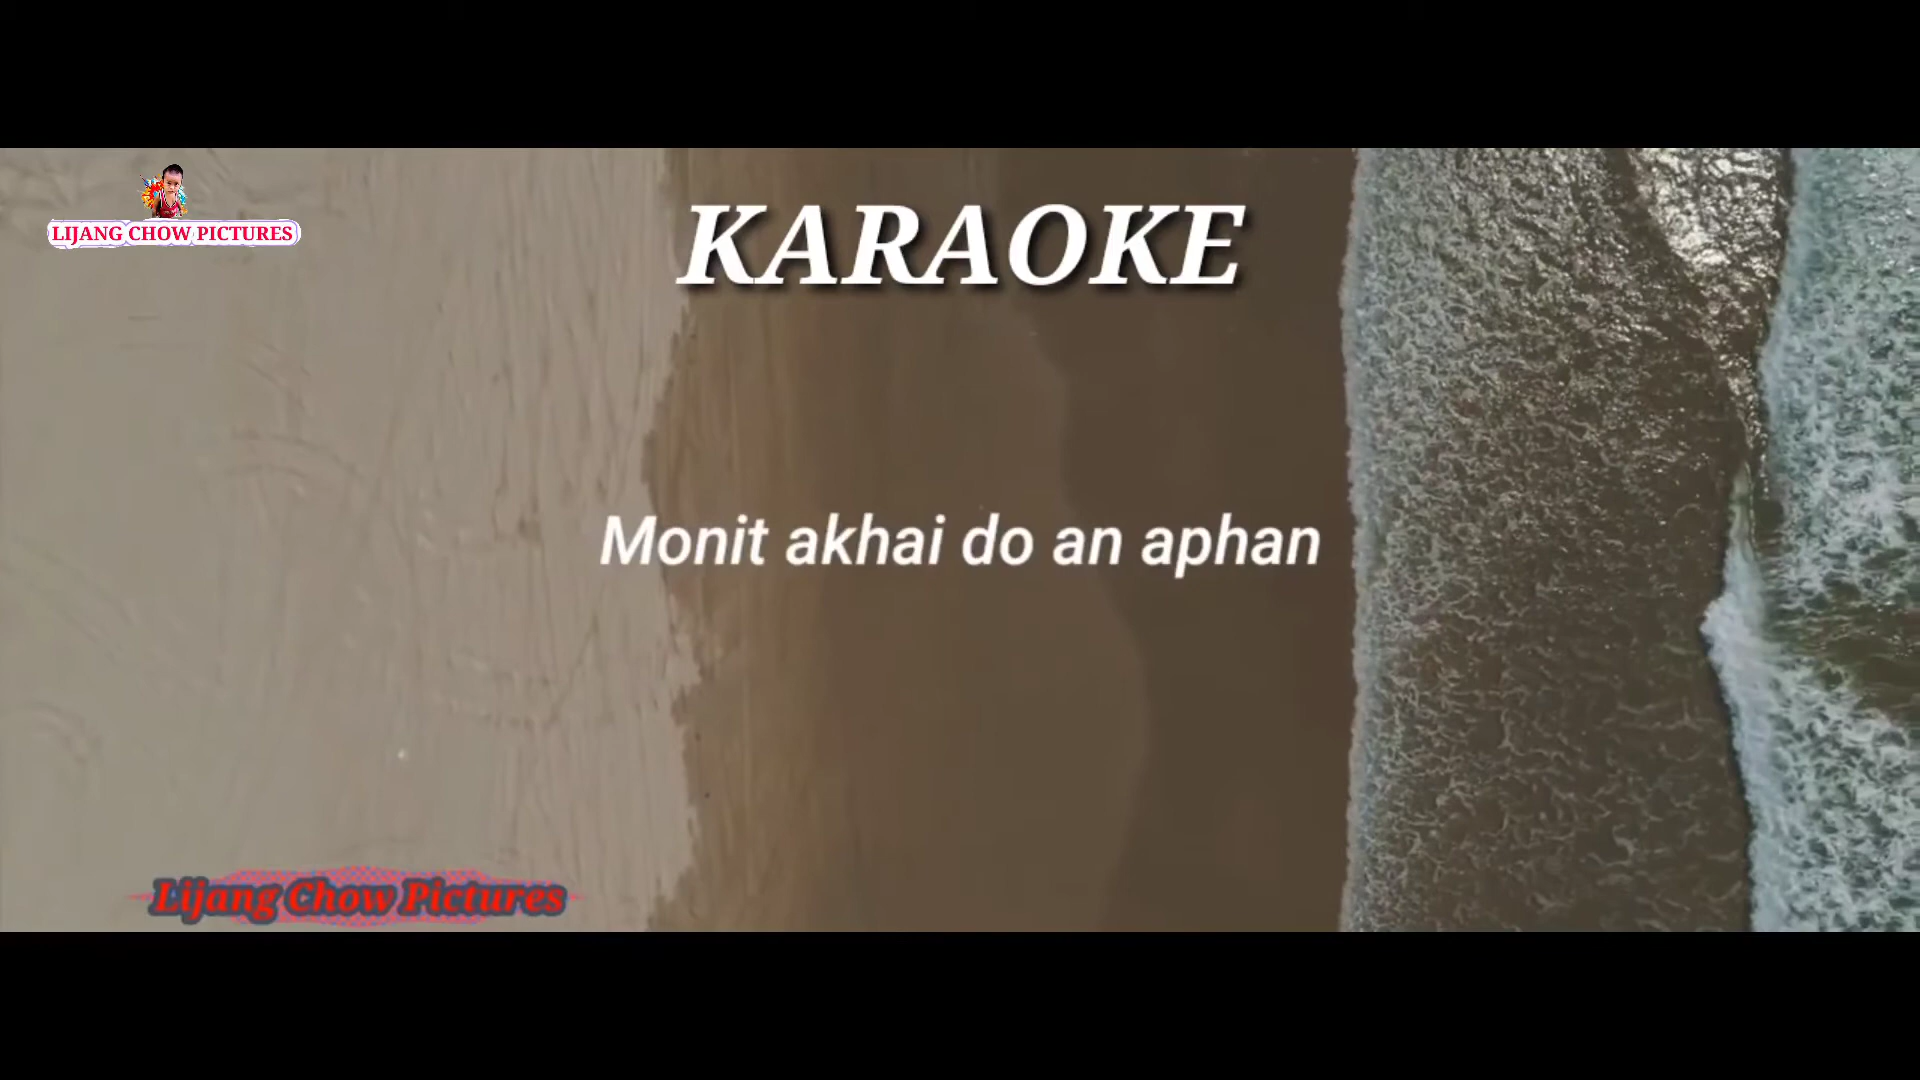 LIJANG CHOW PICTURES
KARAOKE
Monit akhai do an aphan
Lijang Chow Pictures